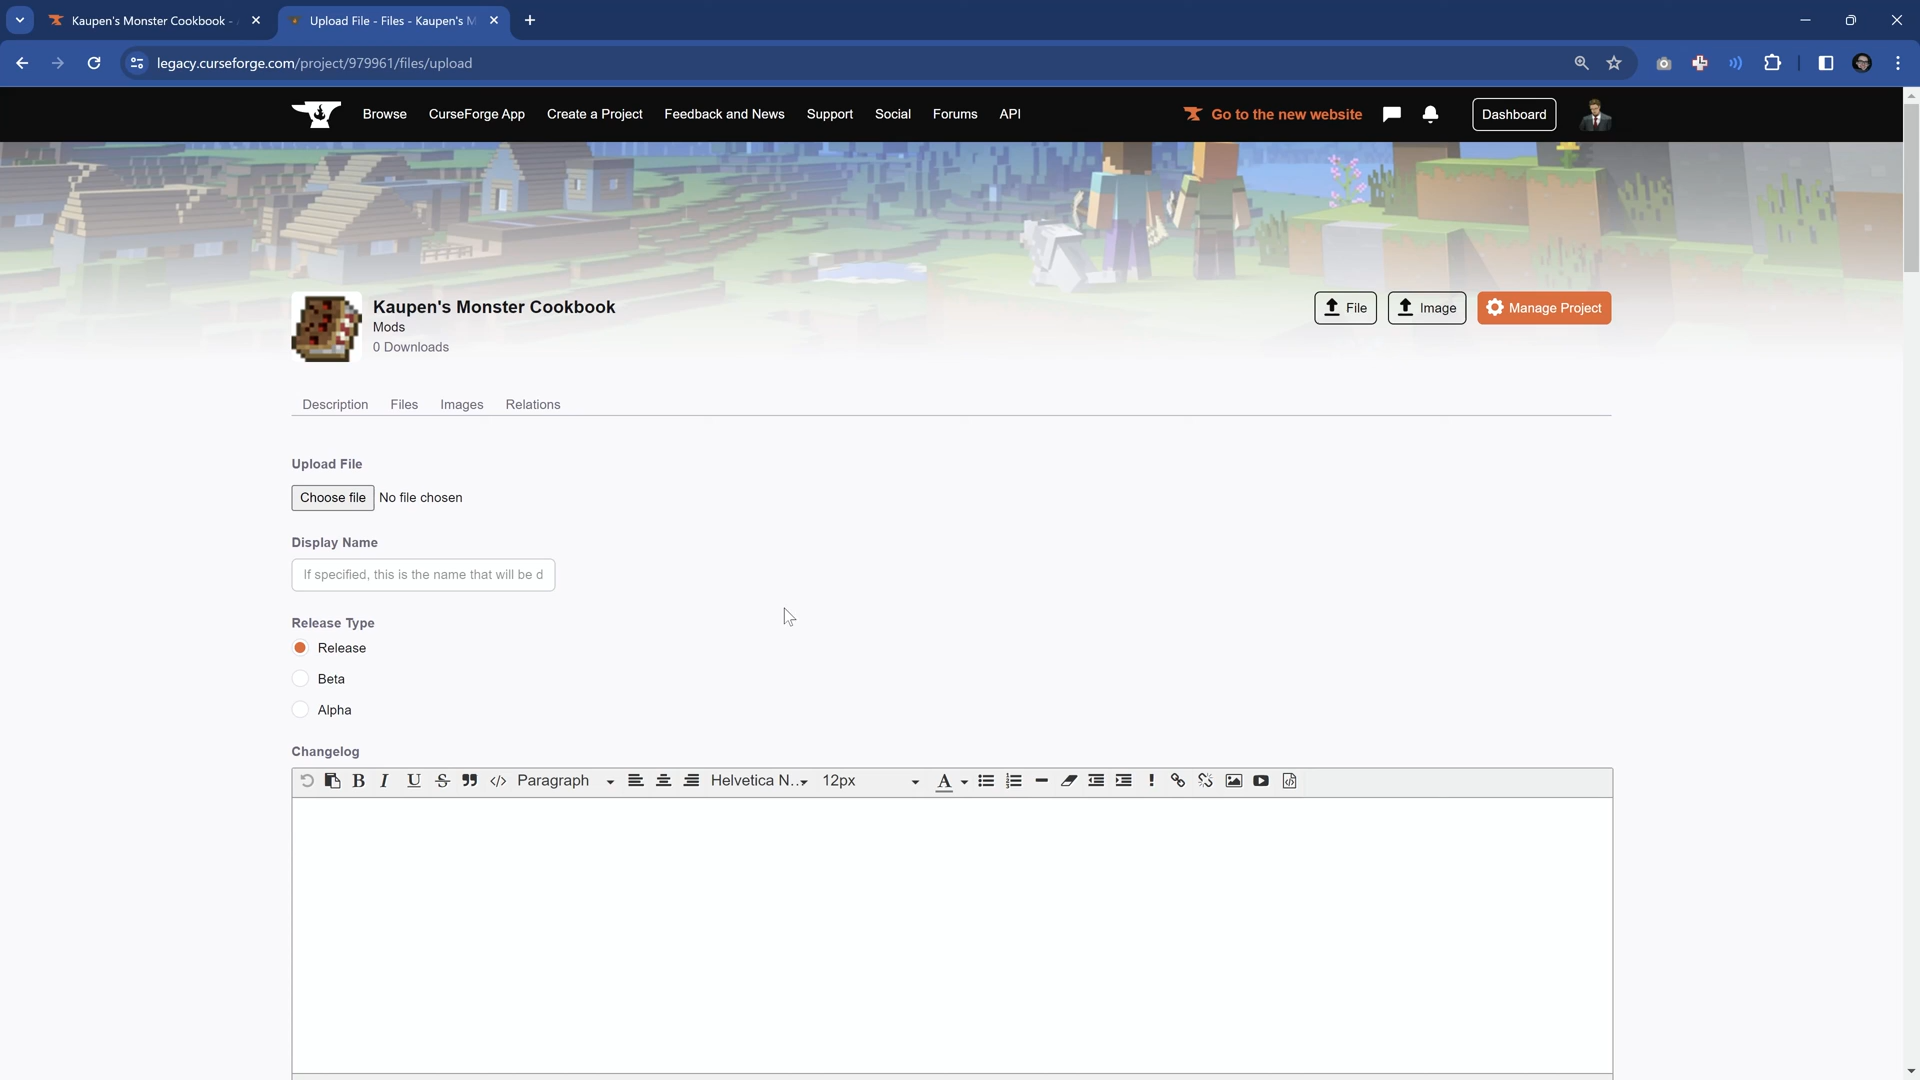 Kaupen's Monster Cookbook -
Upload File - Files - Kaupen's M
legacy.curseforge.com/project/979961/files/upload
Browse
CurseForge App
Create a Project
Feedback and News
Support
Social
Forums
API
Go to the new website
Dashboard
Kaupen's Monster Cookbook
Mods
0 Downloads
File
Image
Manage Project
Description
Files
Images
Relations
Upload File
Choose file No file chosen
Display Name
If specified, this is the name that will be d
Release Type
Release
Beta
Alpha
Changelog
B I U S </> Paragraph Helvetica N... 12px A !